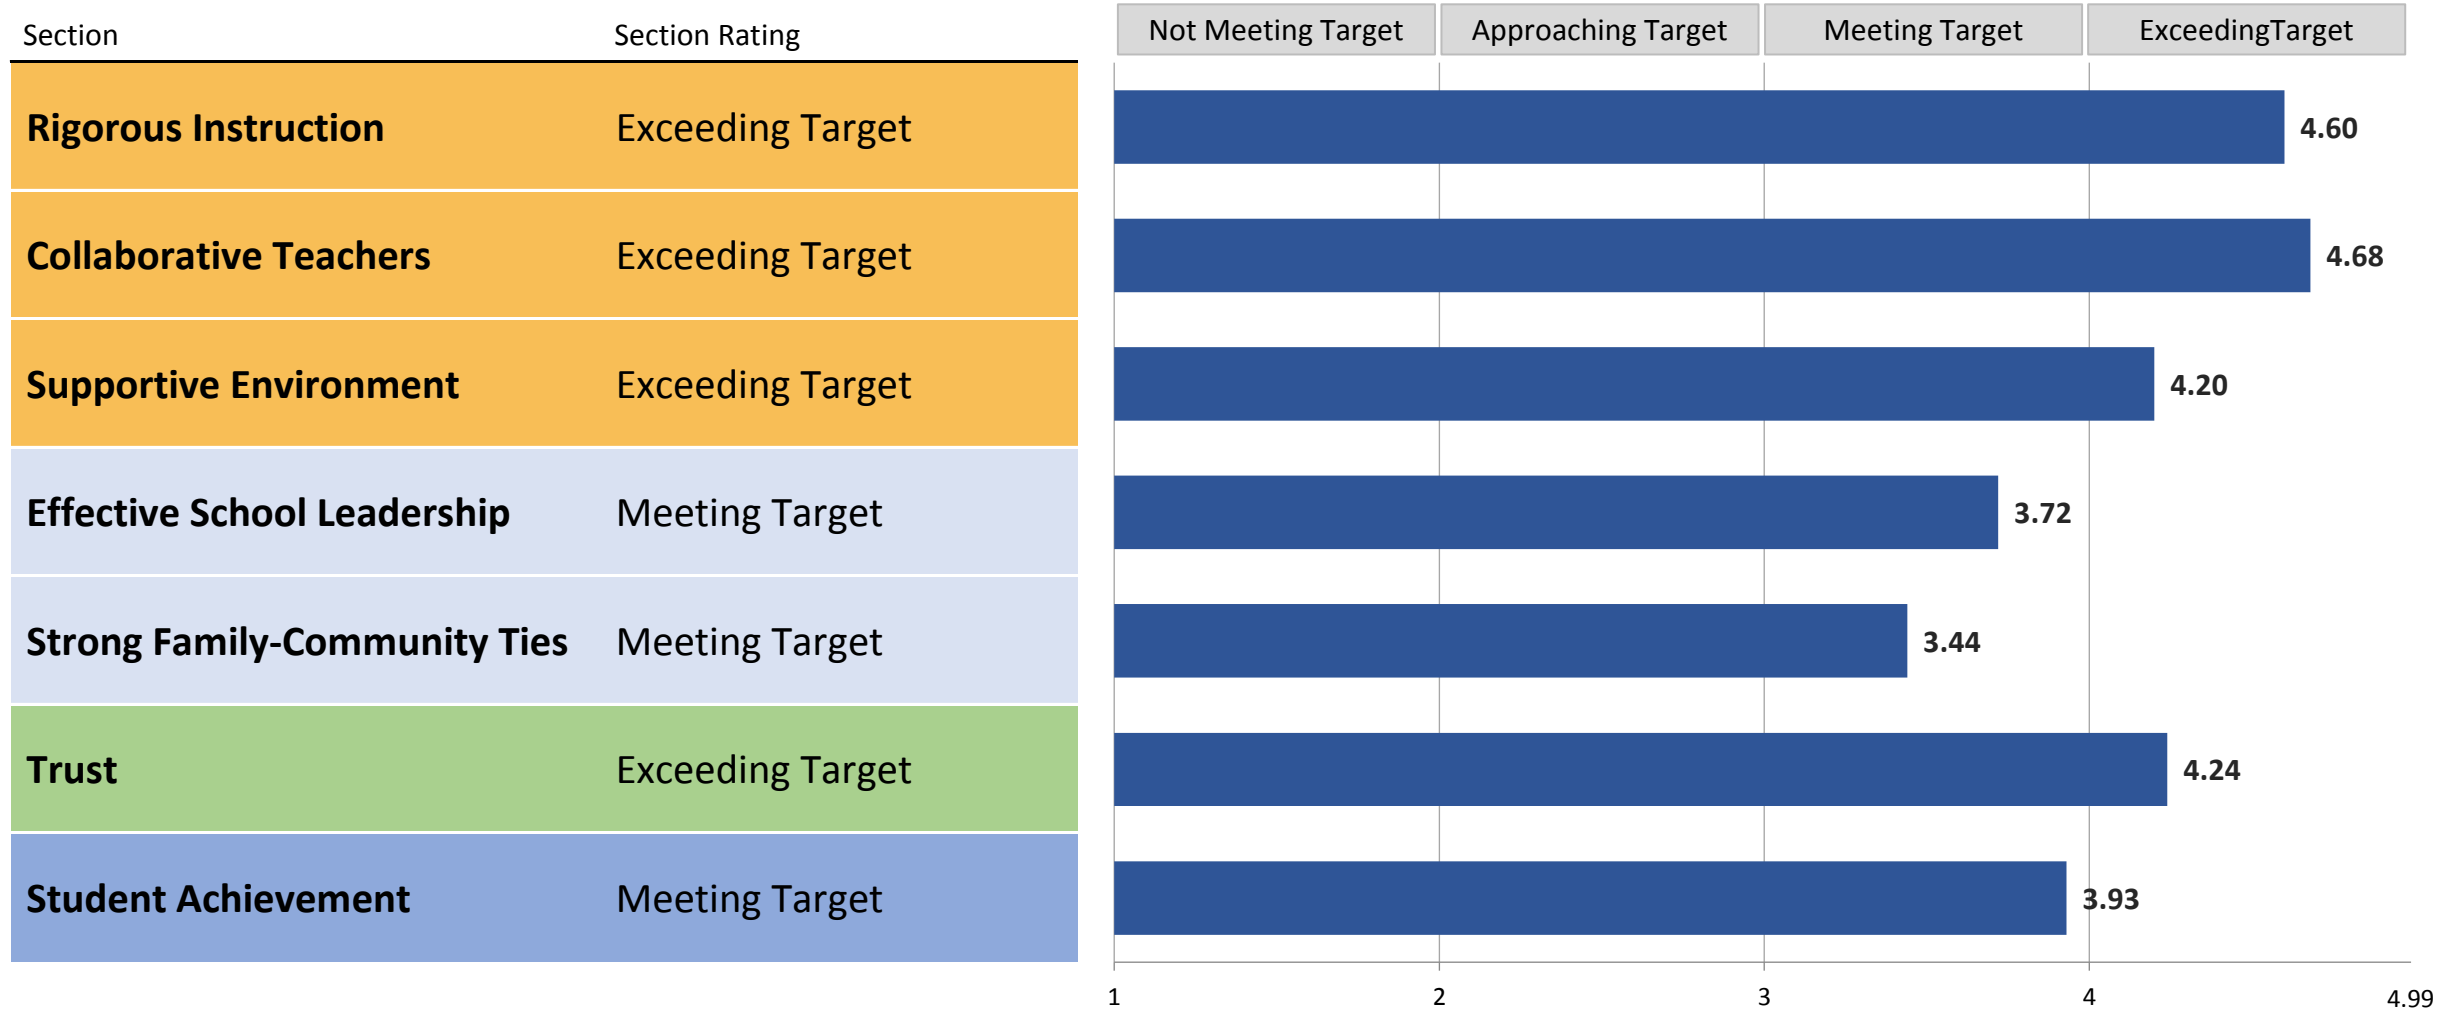 Section Section Rating Not Meeting Target Approaching Target Meeting Target ExceedingTarget
Rigorous Instruction Exceeding Target 4.60
Collaborative Teachers Exceeding Target 4.68
Supportive Environment Exceeding Target 4.20
Effective School Leadership Meeting Target 3.72
Strong Family-Community Ties Meeting Target 3.44
Trust Exceeding Target 4.24
Student Achievement Meeting Target 3.93
1 2 3 4 4.99